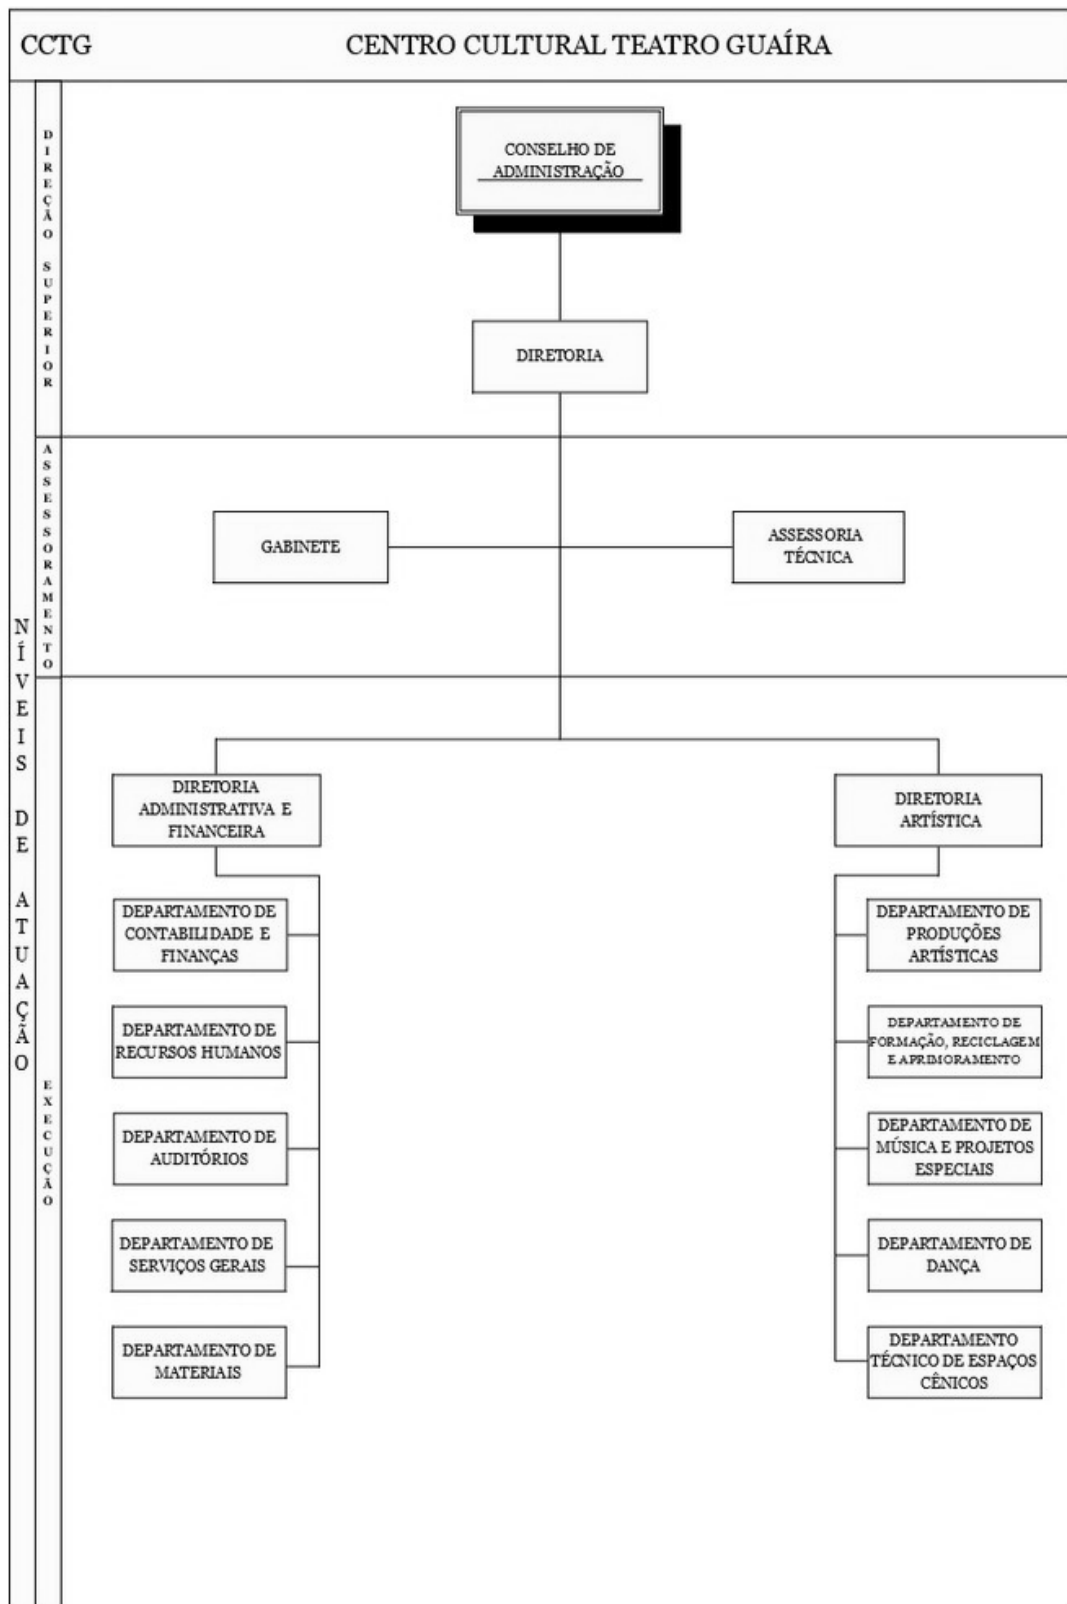 CCTG
CENTRO CULTURAL TEATRO GUAÍRA
NÍVEIS DE ATUAÇÃO
DIREÇÃO SUPERIOR
CONSELHO DE
ADMINISTRAÇÃO
DIRETORIA
ASSESSORAMENTO
GABINETE
ASSESSORIA
TÉCNICA
EXECUÇÃO
DIRETORIA
ADMINISTRATIVA E
FINANCEIRA
DEPARTAMENTO DE
CONTABILIDADE E
FINANÇAS
DEPARTAMENTO DE
RECURSOS HUMANOS
DEPARTAMENTO DE
AUDITÓRIOS
DEPARTAMENTO DE
SERVIÇOS GERAIS
DEPARTAMENTO DE
MATERIAIS
DIRETORIA
ARTÍSTICA
DEPARTAMENTO DE
PRODUÇÕES
ARTÍSTICAS
DEPARTAMENTO DE
FORMAÇÃO, RECICLAGEM
E APRIMORAMENTO
DEPARTAMENTO DE
MÚSICA E PROJETOS
ESPECIAIS
DEPARTAMENTO DE
DANÇA
DEPARTAMENTO
TÉCNICO DE ESPAÇOS
CÊNICOS